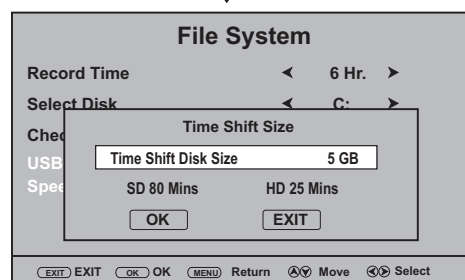 File System
Record Time 6 Hr.
Select Disk C:
Time Shift Size
USB
Time Shift Disk Size 5 GB
SD 80 Mins HD 25 Mins
OK EXIT
EXIT EXIT OK OK MENU Return Move Select